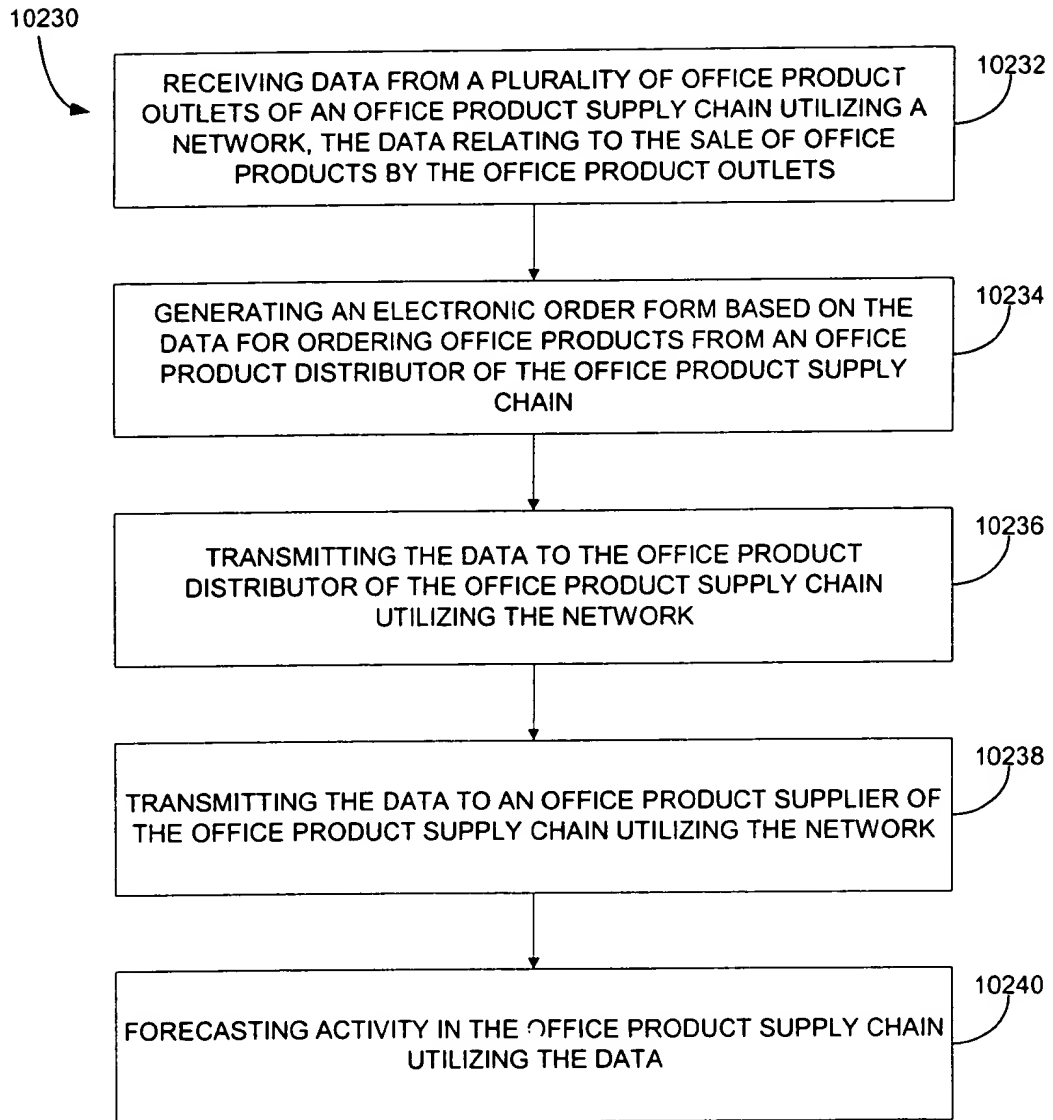 10230
RECEIVING DATA FROM A PLURALITY OF OFFICE PRODUCT
OUTLETS OF AN OFFICE PRODUCT SUPPLY CHAIN UTILIZING A
NETWORK, THE DATA RELATING TO THE SALE OF OFFICE
PRODUCTS BY THE OFFICE PRODUCT OUTLETS
10232
GENERATING AN ELECTRONIC ORDER FORM BASED ON THE
DATA FOR ORDERING OFFICE PRODUCTS FROM AN OFFICE
PRODUCT DISTRIBUTOR OF THE OFFICE PRODUCT SUPPLY
CHAIN
10234
TRANSMITTING THE DATA TO THE OFFICE PRODUCT
DISTRIBUTOR OF THE OFFICE PRODUCT SUPPLY CHAIN
UTILIZING THE NETWORK
10236
TRANSMITTING THE DATA TO AN OFFICE PRODUCT SUPPLIER OF
THE OFFICE PRODUCT SUPPLY CHAIN UTILIZING THE NETWORK
10238
FORECASTING ACTIVITY IN THE OFFICE PRODUCT SUPPLY CHAIN
UTILIZING THE DATA
10240